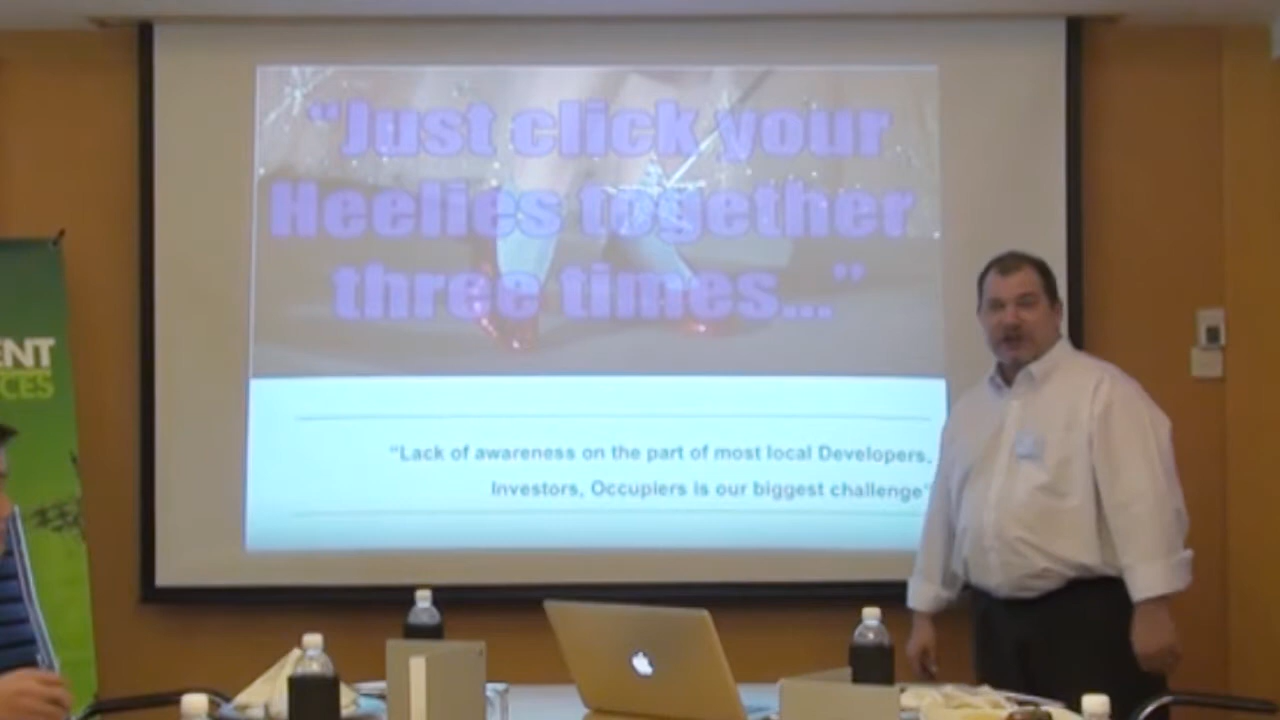 “Just click your
Heelies together
three times...”
“Lack of awareness on the part of most local Developers,
Investors, Occupiers is our biggest challenge”
ENT
CES